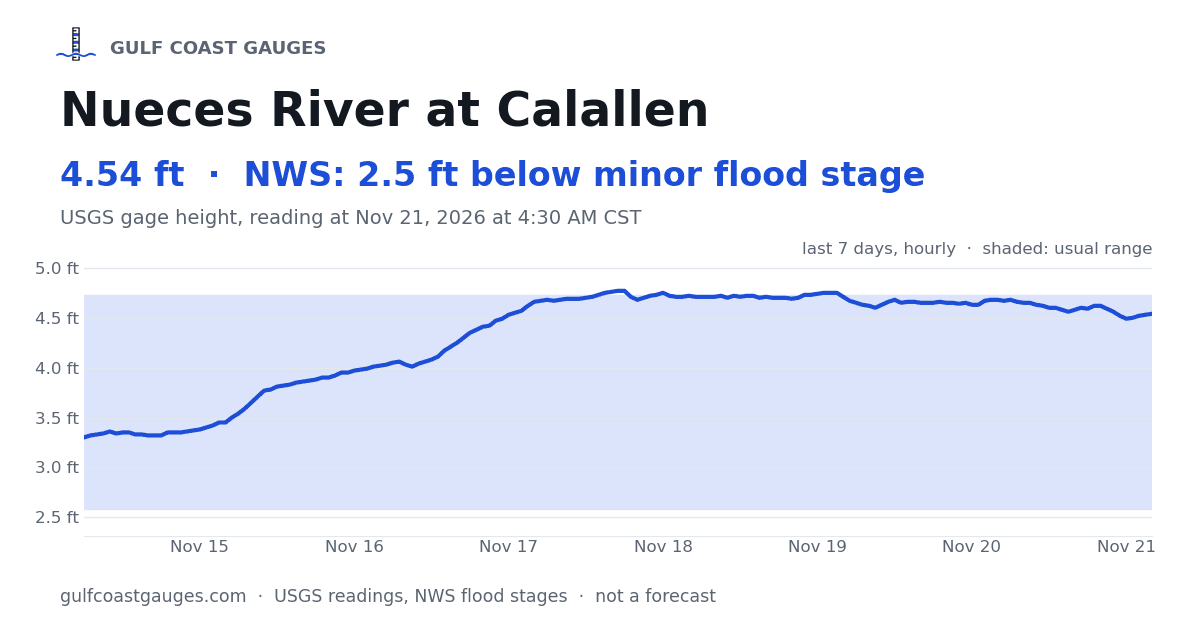 GULF COAST GAUGES
Nueces River at Calallen
4.54 ft · NWS: 2.5 ft below minor flood stage
USGS gage height, reading at Nov 21, 2026 at 4:30 AM CST
last 7 days, hourly · shaded: usual range
5.0 ft
4.5 ft
4.0 ft
3.5 ft
3.0 ft
2.5 ft
Nov 15 Nov 16 Nov 17 Nov 18 Nov 19 Nov 20 Nov 21
gulfcoastgauges.com · USGS readings, NWS flood stages · not a forecast